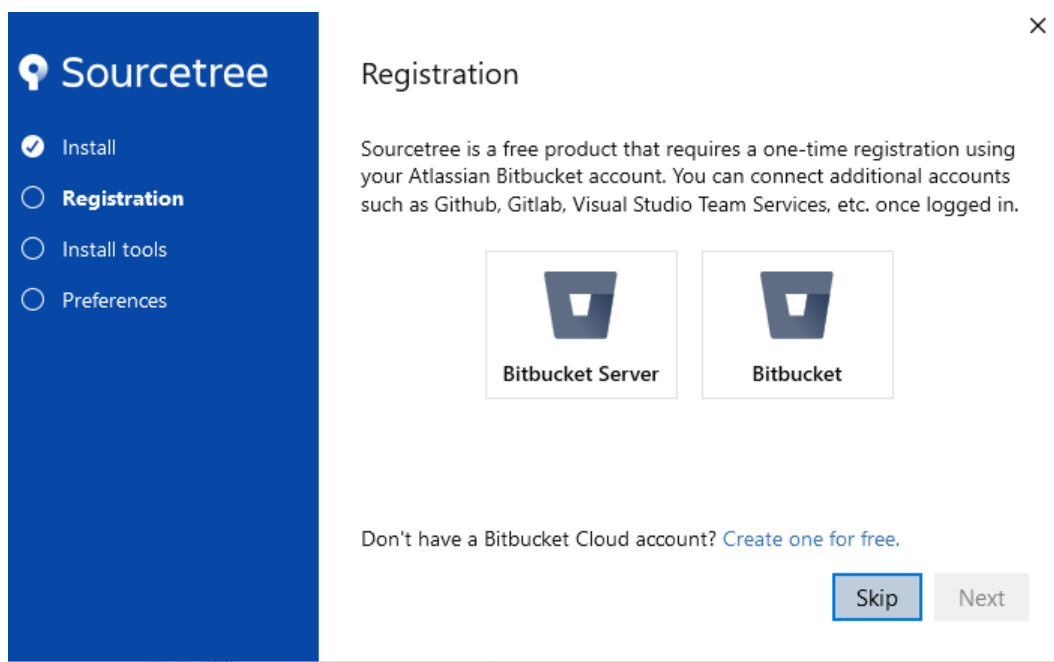 Sourcetree
Install
Registration
Install tools
Preferences
Registration
Sourcetree is a free product that requires a one-time registration using
your Atlassian Bitbucket account. You can connect additional accounts
such as Github, Gitlab, Visual Studio Team Services, etc. once logged in.
Bitbucket Server
Bitbucket
Don't have a Bitbucket Cloud account? Create one for free.
Skip
Next